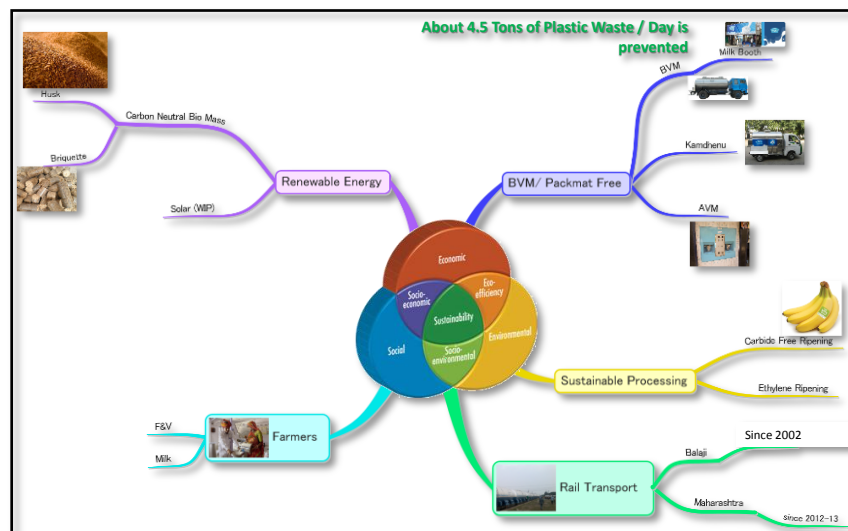 About 4.5 Tons of Plastic Waste / Day is
prevented
Milk Booth
BVM
Husk
Carbon Neutral Bio Mass
Briquette
Kamdhenu
Renewable Energy
BVM/ Packmat Free
Solar (WIP)
AVM
Economic
Socio-
economic
Eco-
efficiency
Sustainability
Social
Environmental
Socio-
environmental
Carbide Free Ripening
Sustainable Processing
Ethylene Ripening
F&V
Farmers
Milk
Since 2002
Balaji
Rail Transport
Maharashtra
since 2012-13